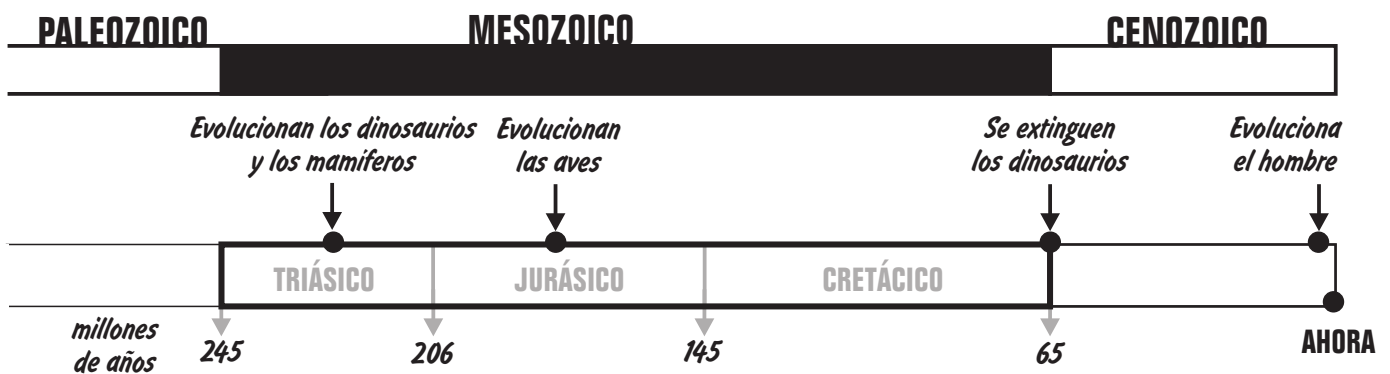 PALEOZOICO MESOZOICO CENOZOICO
Evolucionan los dinosaurios
y los mamíferos
Evolucionan
las aves
Se extinguen
los dinosaurios
Evoluciona
el hombre
TRIÁSICO JURÁSICO CRETÁCICO
millones
de años
245 206 145 65 AHORA